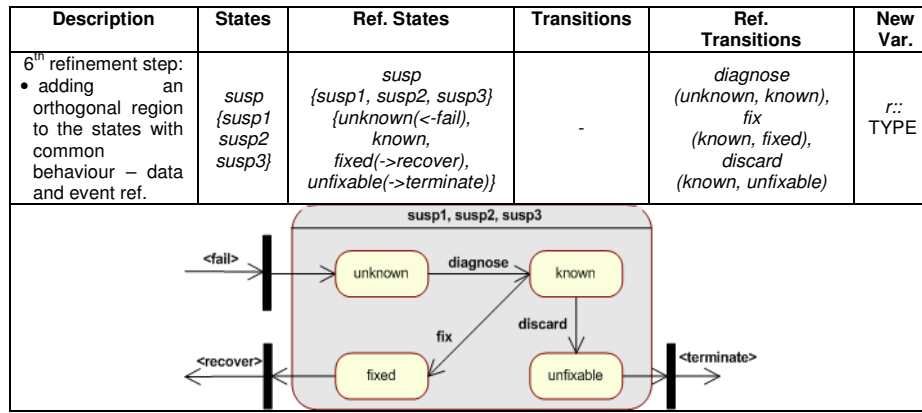 Description States Ref. States Transitions Ref. Transitions New Var.
6th refinement step:
• adding an
orthogonal region
to the states with
common
behaviour – data
and event ref.
susp
{susp1
susp2
susp3}
susp
{susp1, susp2, susp3}
{unknown(<-fail),
known,
fixed(->recover),
unfixable(->terminate)}
-
diagnose
(unknown, known),
fix
(known, fixed),
discard
(known, unfixable)
r::
TYPE
susp1, susp2, susp3
<fail>
unknown
diagnose
known
fix
discard
<recover>
fixed
unfixable
<terminate>